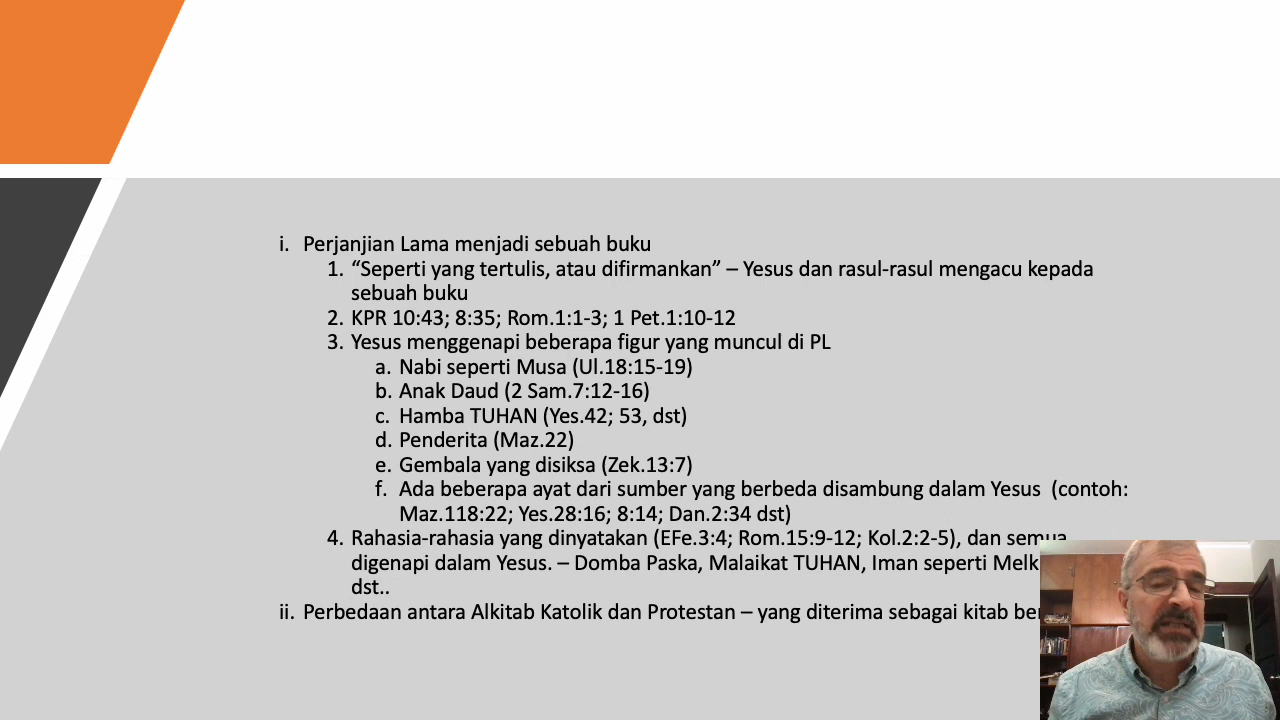 i. Perjanjian Lama menjadi sebuah buku
1. “Seperti yang tertulis, atau difirmankan” – Yesus dan rasul-rasul mengacu kepada
sebuah buku
2. KPR 10:43; 8:35; Rom.1:1-3; 1 Pet.1:10-12
3. Yesus menggenapi beberapa figur yang muncul di PL
a. Nabi seperti Musa (Ul.18:15-19)
b. Anak Daud (2 Sam.7:12-16)
c. Hamba TUHAN (Yes.42; 53, dst)
d. Penderita (Maz.22)
e. Gembala yang disiksa (Zek.13:7)
f. Ada beberapa ayat dari sumber yang berbeda disambung dalam Yesus (contoh:
Maz.118:22; Yes.28:16; 8:14; Dan.2:34 dst)
4. Rahasia-rahasia yang dinyatakan (EFe.3:4; Rom.15:9-12; Kol.2:2-5), dan semua
digenapi dalam Yesus. – Domba Paska, Malaikat TUHAN, Iman seperti Melk
dst..
ii. Perbedaan antara Alkitab Katolik dan Protestan – yang diterima sebagai kitab